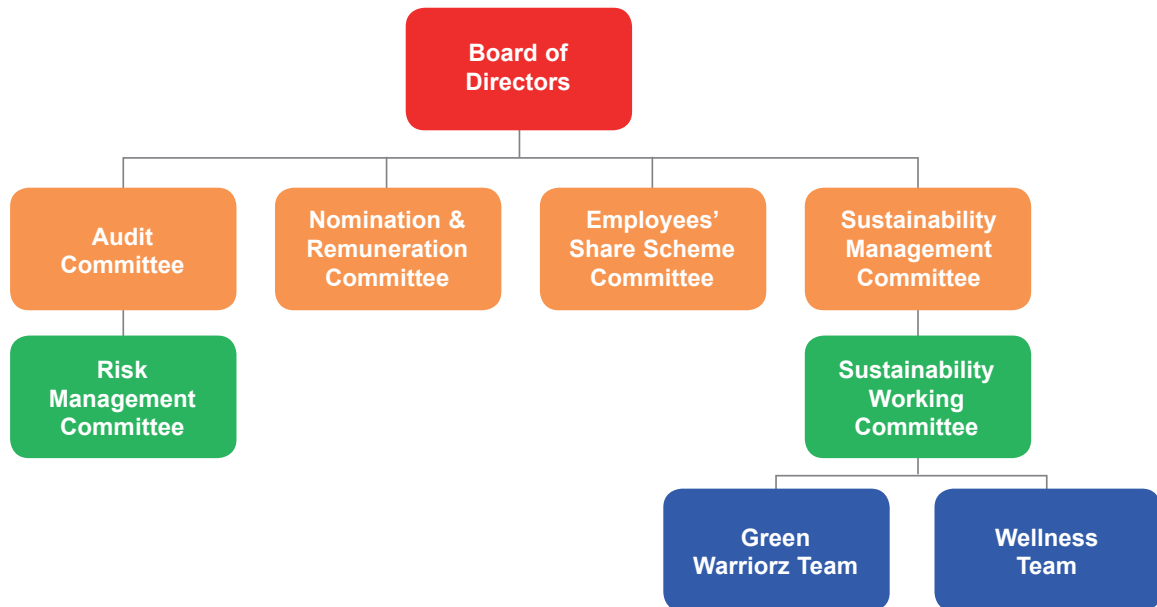 Board of
Directors
Audit
Committee
Nomination &
Remuneration
Committee
Employees’
Share Scheme
Committee
Sustainability
Management
Committee
Risk
Management
Committee
Sustainability
Working
Committee
Green
Warriorz Team
Wellness
Team